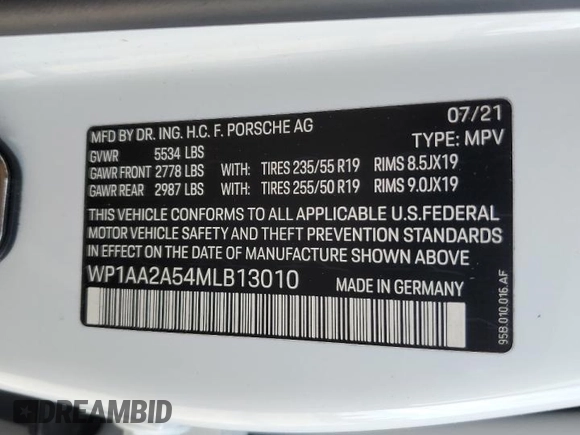 MFD BY DR. ING. H.C. F. PORSCHE AG 07/21
GVWR 5534 LBS TYPE: MPV
GAWR FRONT 2778 LBS WITH: TIRES 235/55 R19 RIMS 8.5JX19
GAWR REAR 2987 LBS WITH: TIRES 255/50 R19 RIMS 9.0JX19
THIS VEHICLE CONFORMS TO ALL APPLICABLE U.S.FEDERAL
MOTOR VEHICLE SAFETY AND THEFT PREVENTION STANDARDS
IN EFFECT ON THE DATE OF MANUFACTURE SHOWN ABOVE
WP1AA2A54MLB13010 MADE IN GERMANY
95B.010.016.AF
DREAMBID